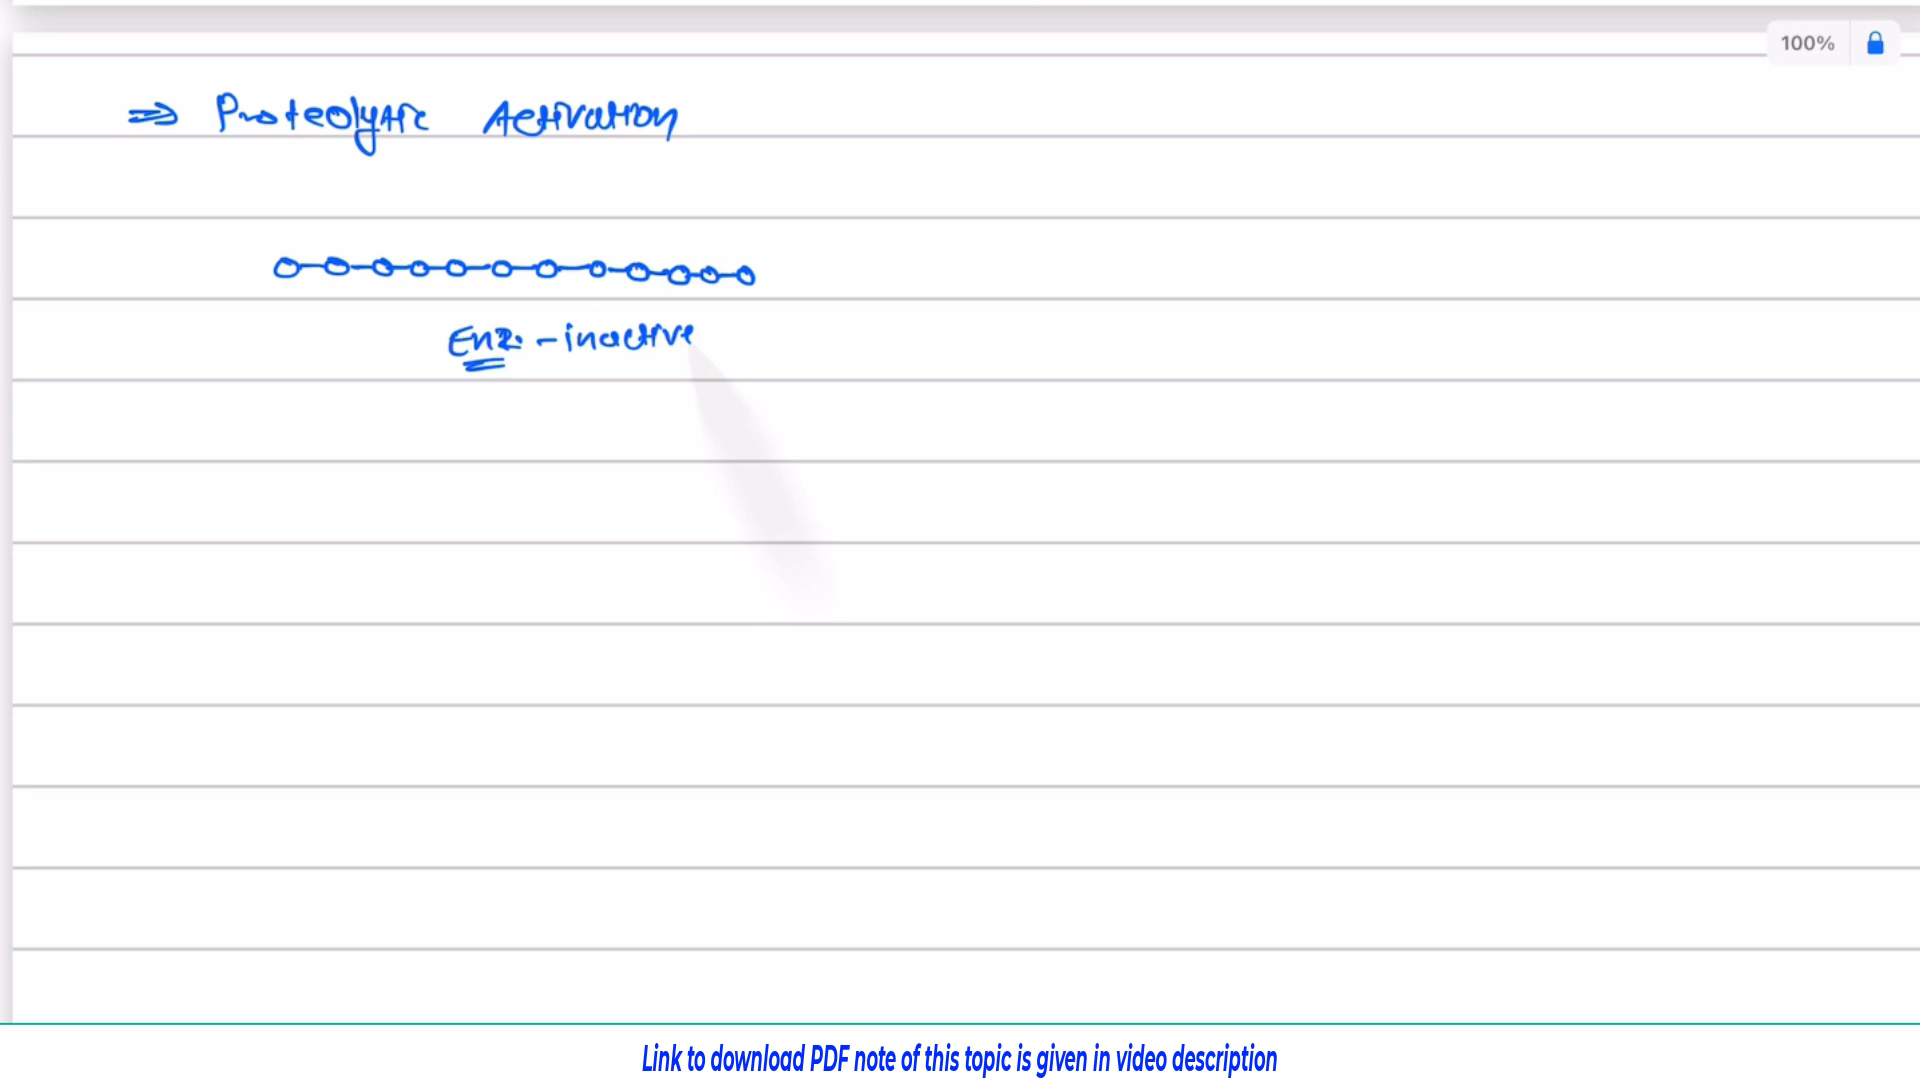 100%
⇒ Proteolytic Activation
Enz. - inactive
Link to download PDF note of this topic is given in video description